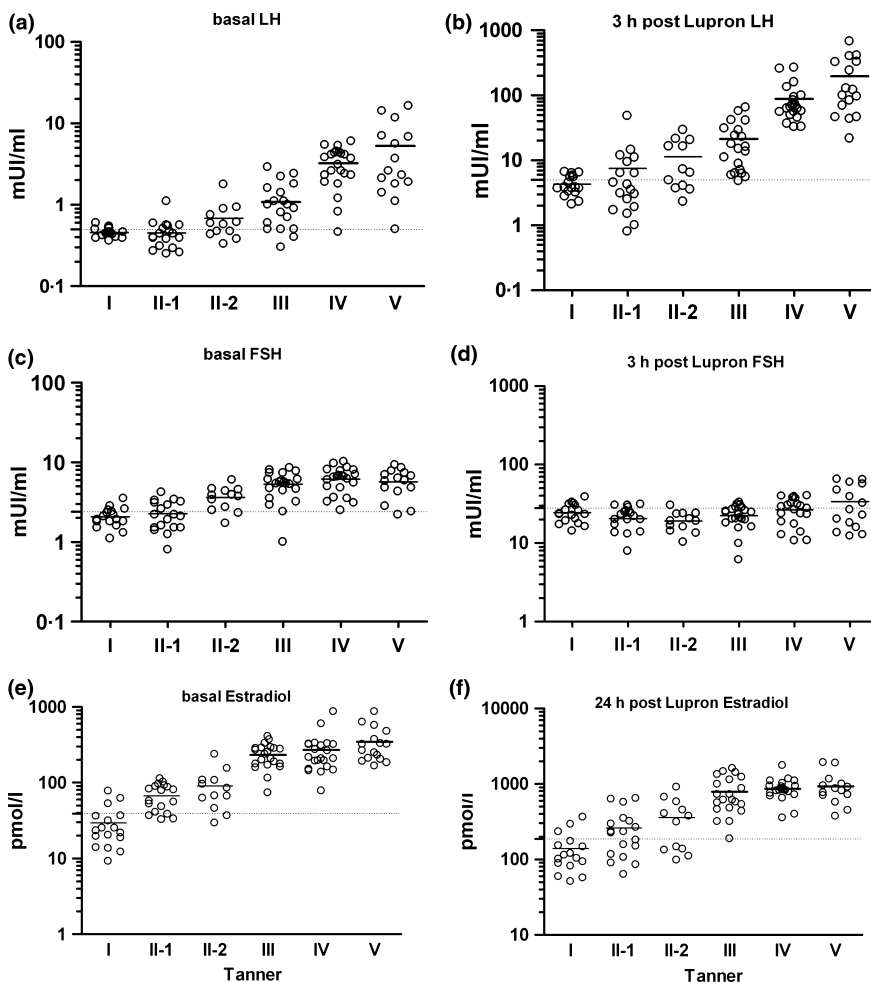 (a)
basal LH
mUI/ml
100
10
1
0·1
I II-1 II-2 III IV V
(b)
3 h post Lupron LH
mUI/ml
1000
100
10
1
0·1
I II-1 II-2 III IV V
(c)
basal FSH
mUI/ml
100
10
1
0·1
I II-1 II-2 III IV V
(d)
3 h post Lupron FSH
mUI/ml
1000
100
10
1
I II-1 II-2 III IV V
(e)
basal Estradiol
pmol/l
1000
100
10
1
I II-1 II-2 III IV V
Tanner
(f)
24 h post Lupron Estradiol
pmol/l
10000
1000
100
10
I II-1 II-2 III IV V
Tanner